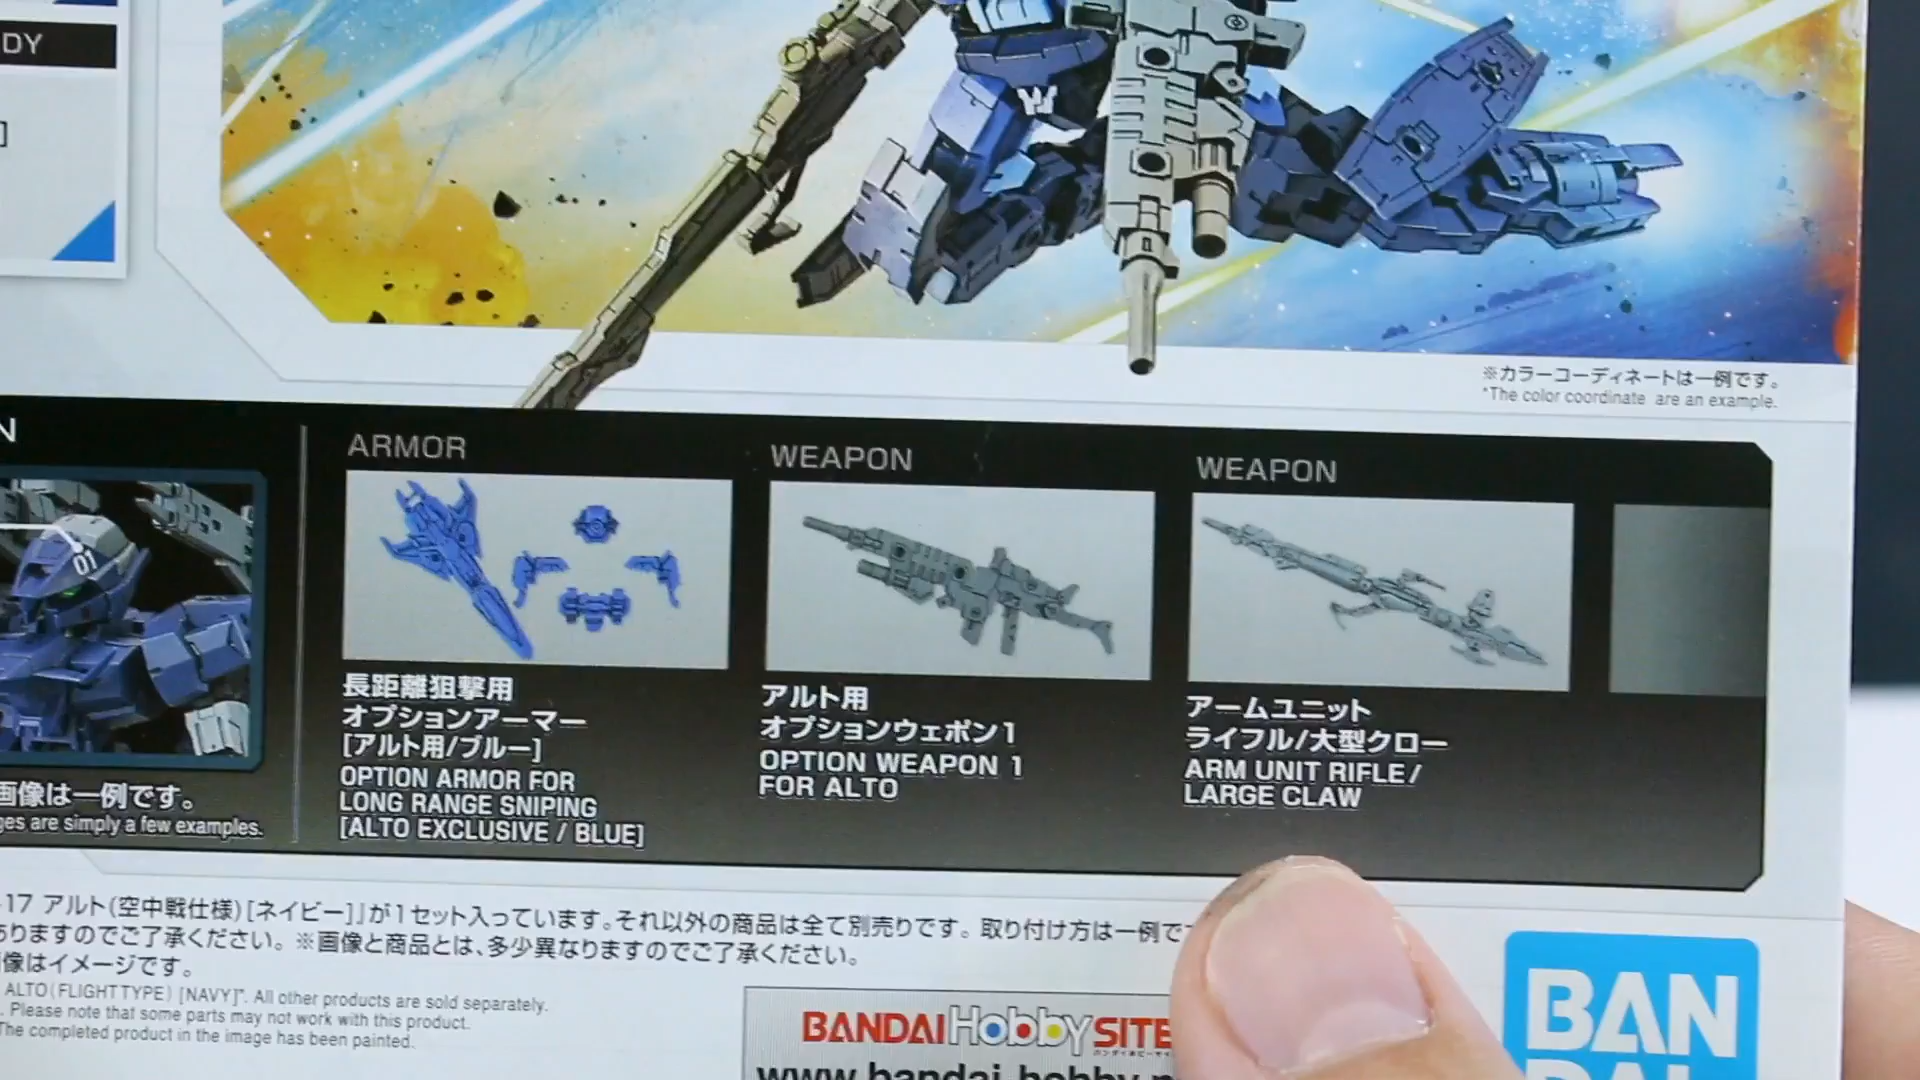 DY
]
※カラーコーディネートは一例です。
*The color coordinate are an example.
N
01
画像は一例です。
ges are simply a few examples.
ARMOR
長距離狙撃用
オプションアーマー
[アルト用/ブルー]
OPTION ARMOR FOR
LONG RANGE SNIPING
[ALTO EXCLUSIVE / BLUE]
WEAPON
アルト用
オプションウェポン1
OPTION WEAPON 1
FOR ALTO
WEAPON
アームユニット
ライフル/大型クロー
ARM UNIT RIFLE/
LARGE CLAW
-17 アルト(空中戦仕様)[ネイビー]」が1セット入っています。それ以外の商品は全て別売りです。取り付け方は一例で
ありますのでご了承ください。※画像と商品とは、多少異なりますのでご了承ください。
像はイメージです。
ALTO(FLIGHT TYPE) [NAVY]". All other products are sold separately.
. Please note that some parts may not work with this product.
The completed product in the image has been painted.
BANDAI Hobby SITE
www.bandai-hobby.n
BAN
DAI